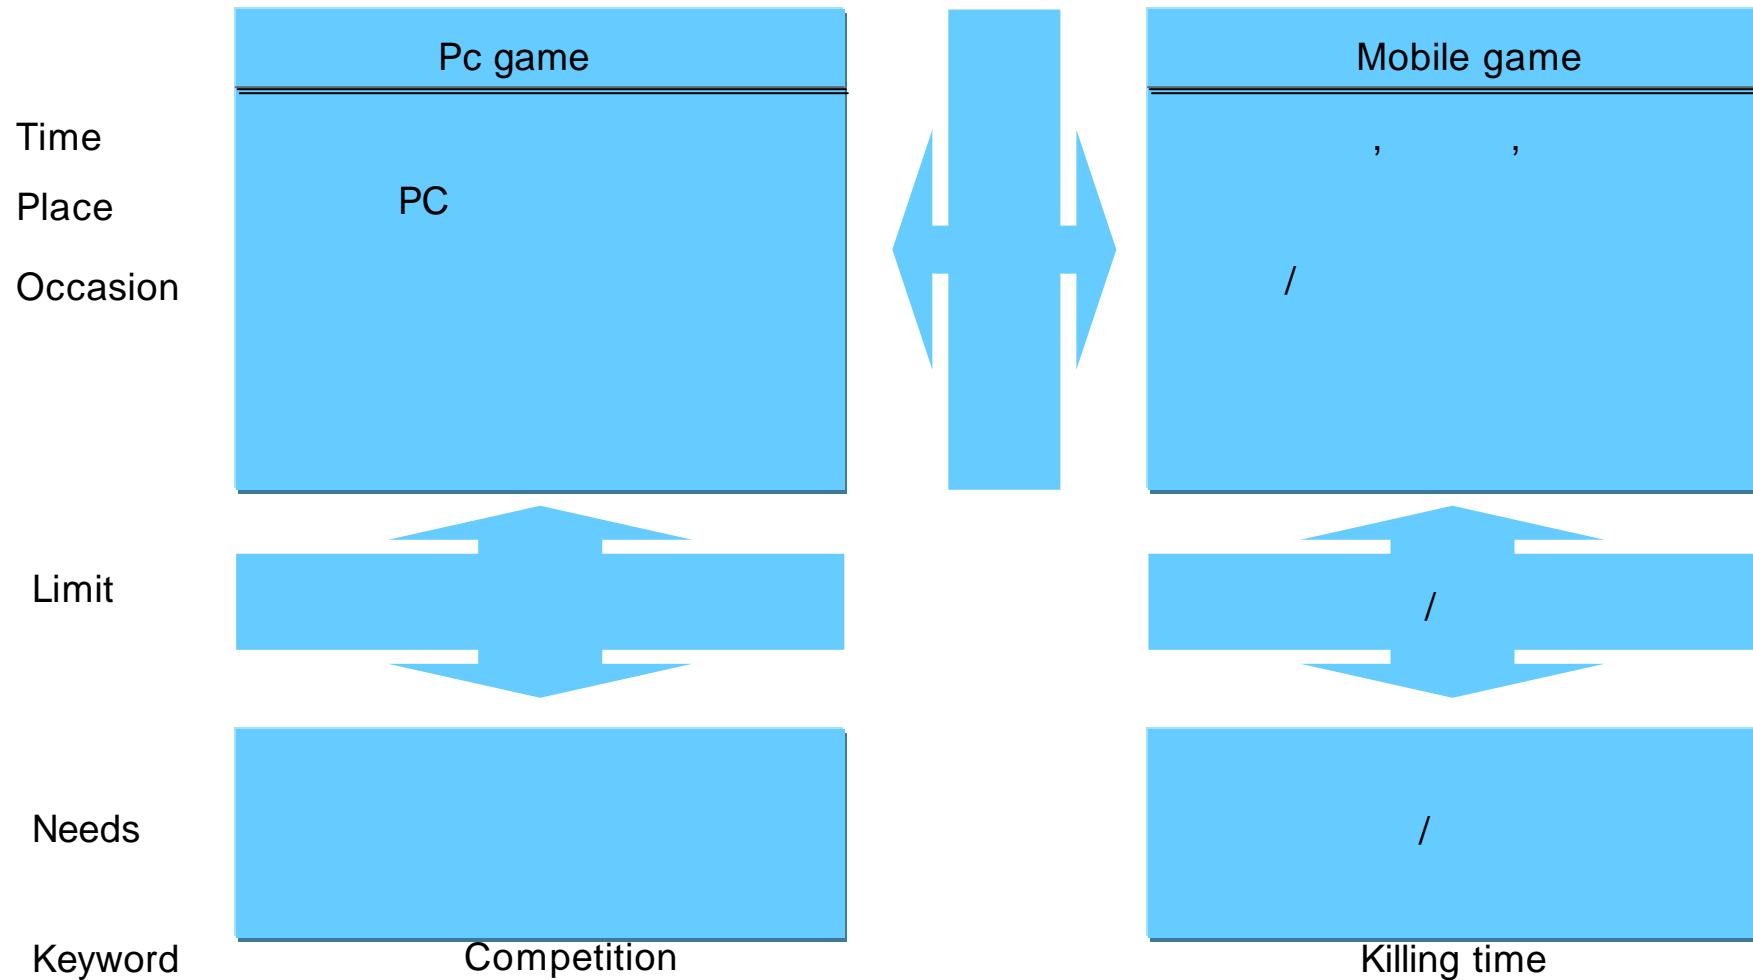 Pc game Mobile game
Time , ,
Place PC
Occasion /
Limit /
Needs /
Keyword Competition Killing time